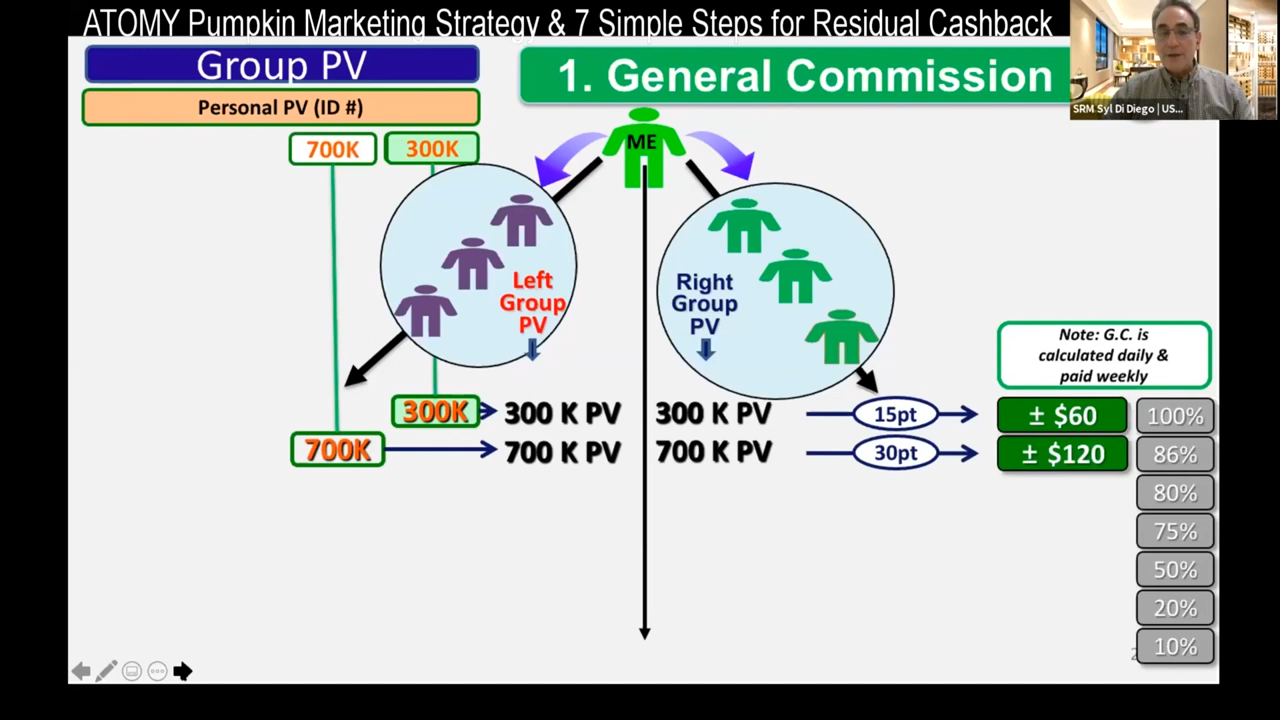 ATOMY Pumpkin Marketing Strategy & 7 Simple Steps for Residual Cashback
Group PV
1. General Commission
SRM Syl Di Diego | US...
Personal PV (ID #)
700K
300K
ME
Left
Group
PV
Right
Group
PV
Note: G.C. is
calculated daily &
paid weekly
300K
300 K PV
300 K PV
15pt
± $60
100%
700K
700 K PV
700 K PV
30pt
± $120
86%
80%
75%
50%
20%
10%